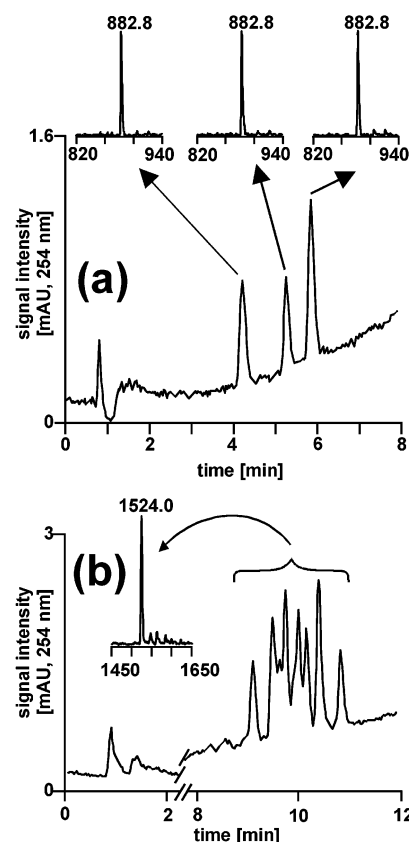 882.8 882.8 882.8
820 940 820 940 820 940
1.6
(a)
signal intensity
[mAU, 254 nm]
0
0 2 4 6 8
time [min]
1524.0
3
(b)
1450 1650
signal intensity
[mAU, 254 nm]
0
0 2 8 10 12
time [min]